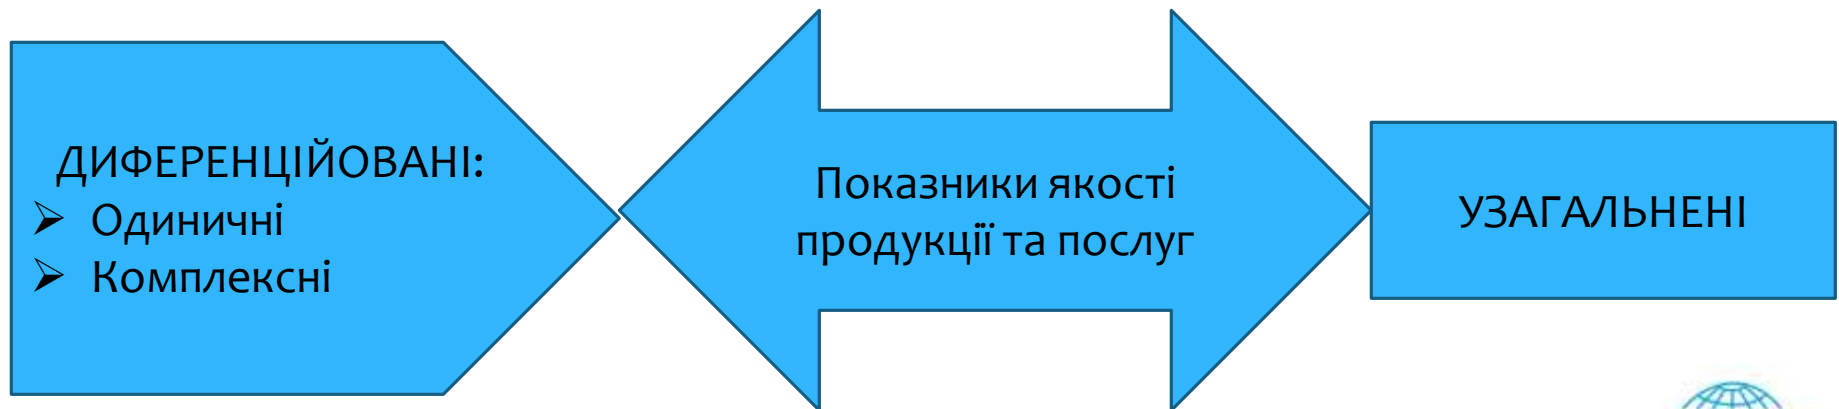 ДИФЕРЕНЦІЙОВАНІ:
➢ Одиничні
➢ Комплексні
Показники якості
продукції та послуг
УЗАГАЛЬНЕНІ